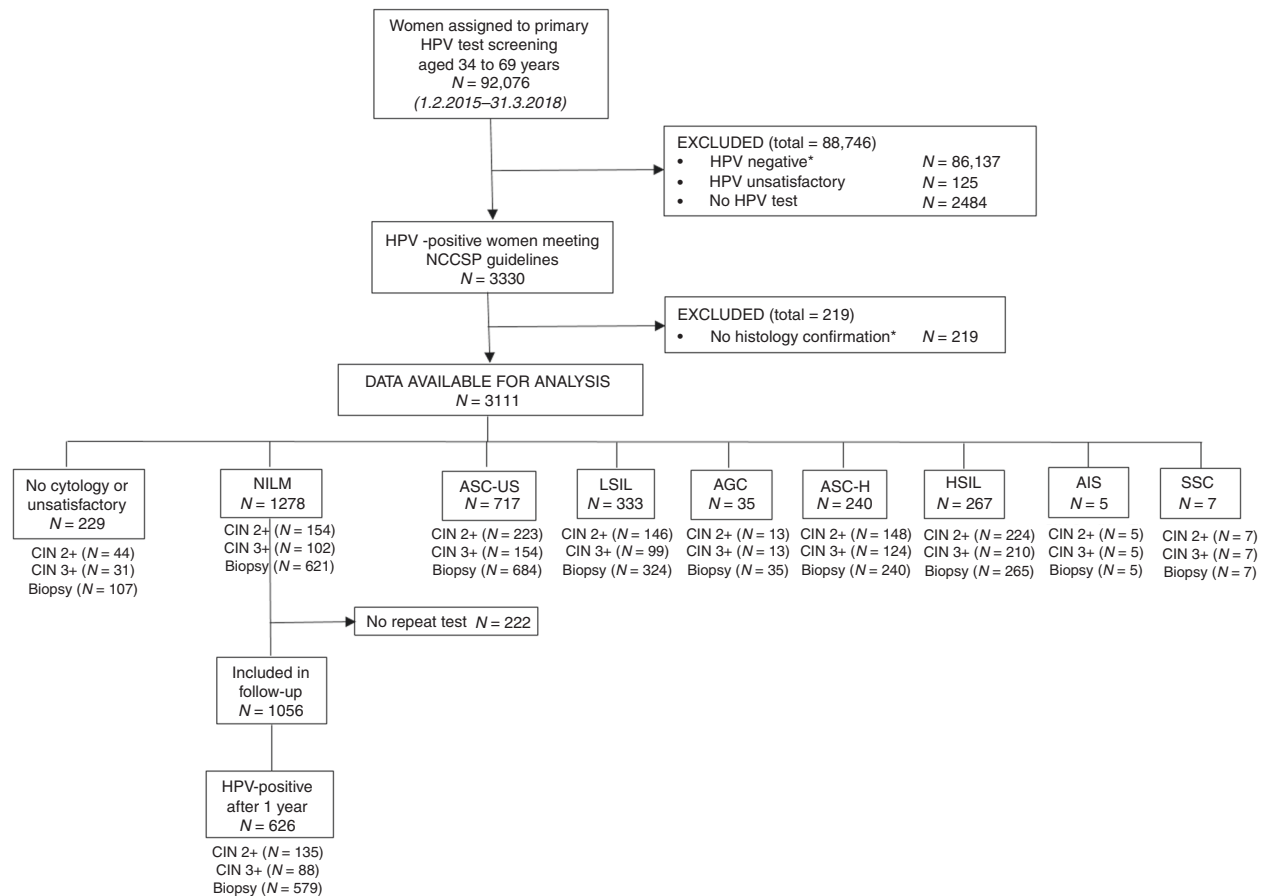 Women assigned to primary
HPV test screening
aged 34 to 69 years
N = 92,076
(1.2.2015–31.3.2018)
EXCLUDED (total = 88,746)
• HPV negative* N = 86,137
• HPV unsatisfactory N = 125
• No HPV test N = 2484
HPV -positive women meeting
NCCSP guidelines
N = 3330
EXCLUDED (total = 219)
• No histology confirmation* N = 219
DATA AVAILABLE FOR ANALYSIS
N = 3111
No cytology or
unsatisfactory
N = 229
CIN 2+ (N = 44)
CIN 3+ (N = 31)
Biopsy (N = 107)
NILM
N = 1278
CIN 2+ (N = 154)
CIN 3+ (N = 102)
Biopsy (N = 621)
ASC-US
N = 717
CIN 2+ (N = 223)
CIN 3+ (N = 154)
Biopsy (N = 684)
LSIL
N = 333
CIN 2+ (N = 146)
CIN 3+ (N = 99)
Biopsy (N = 324)
AGC
N = 35
CIN 2+ (N = 13)
CIN 3+ (N = 13)
Biopsy (N = 35)
ASC-H
N = 240
CIN 2+ (N = 148)
CIN 3+ (N = 124)
Biopsy (N = 240)
HSIL
N = 267
CIN 2+ (N = 224)
CIN 3+ (N = 210)
Biopsy (N = 265)
AIS
N = 5
CIN 2+ (N = 5)
CIN 3+ (N = 5)
Biopsy (N = 5)
SSC
N = 7
CIN 2+ (N = 7)
CIN 3+ (N = 7)
Biopsy (N = 7)
No repeat test N = 222
Included in
follow-up
N = 1056
HPV-positive
after 1 year
N = 626
CIN 2+ (N = 135)
CIN 3+ (N = 88)
Biopsy (N = 579)